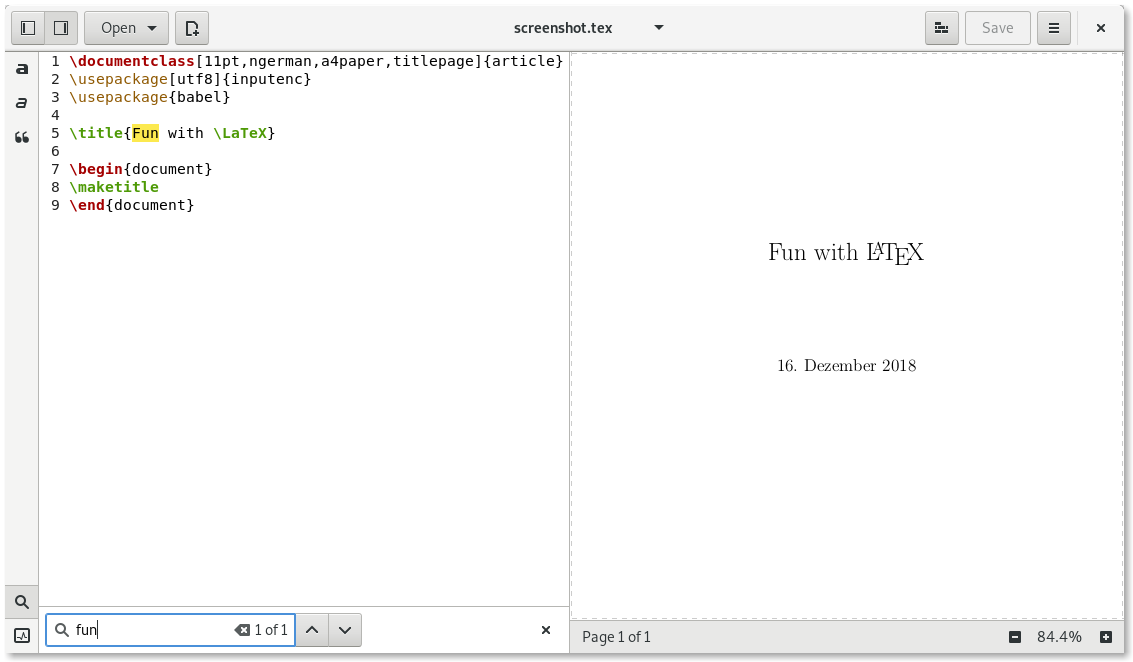 Open
screenshot.tex
Save
a
a
“
1 \documentclass[11pt,ngerman,a4paper,titlepage]{article}
2 \usepackage[utf8]{inputenc}
3 \usepackage{babel}
4
5 \title{Fun with \LaTeX}
6
7 \begin{document}
8 \maketitle
9 \end{document}
Fun with LATEX
16. Dezember 2018
fun
1 of 1
Page 1 of 1
84.4%